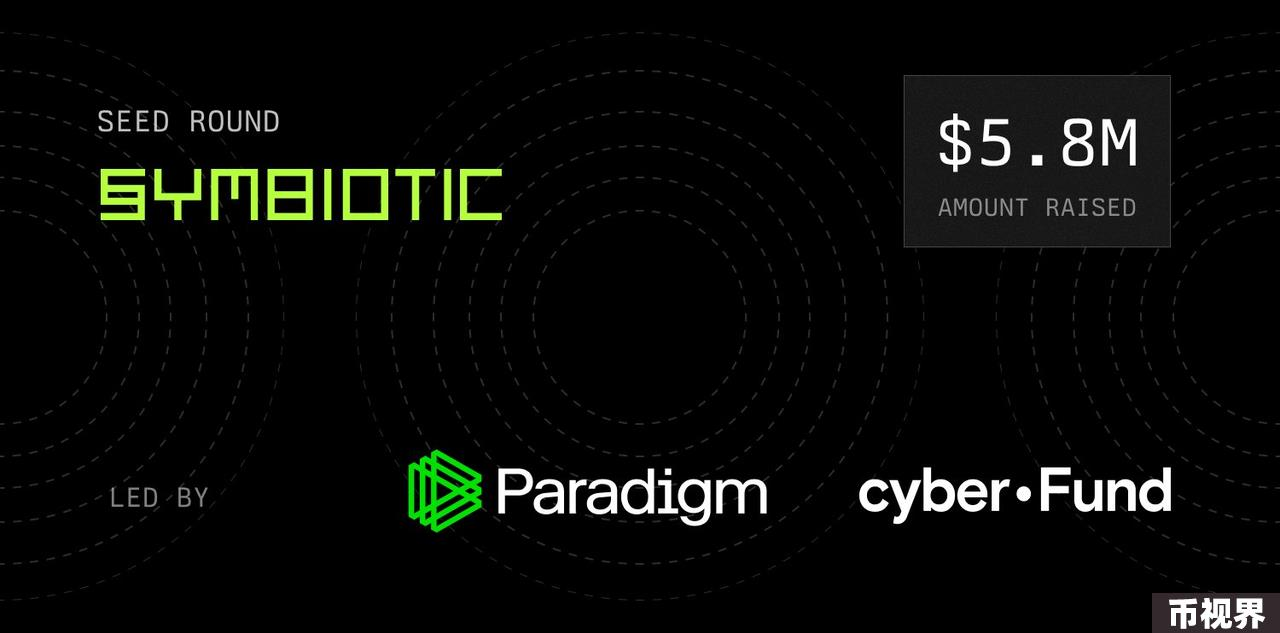 SEED ROUND
SYMBIOTIC
$5.8M
AMOUNT RAISED
LED BY
Paradigm
cyber•Fund
币视界